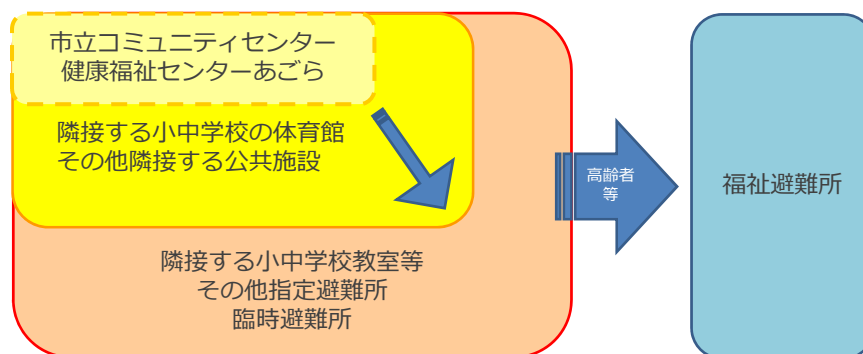 市立コミュニティセンター
健康福祉センターあごら
隣接する小中学校の体育館
その他隣接する公共施設
隣接する小中学校教室等
その他指定避難所
臨時避難所
高齢者
等
福祉避難所